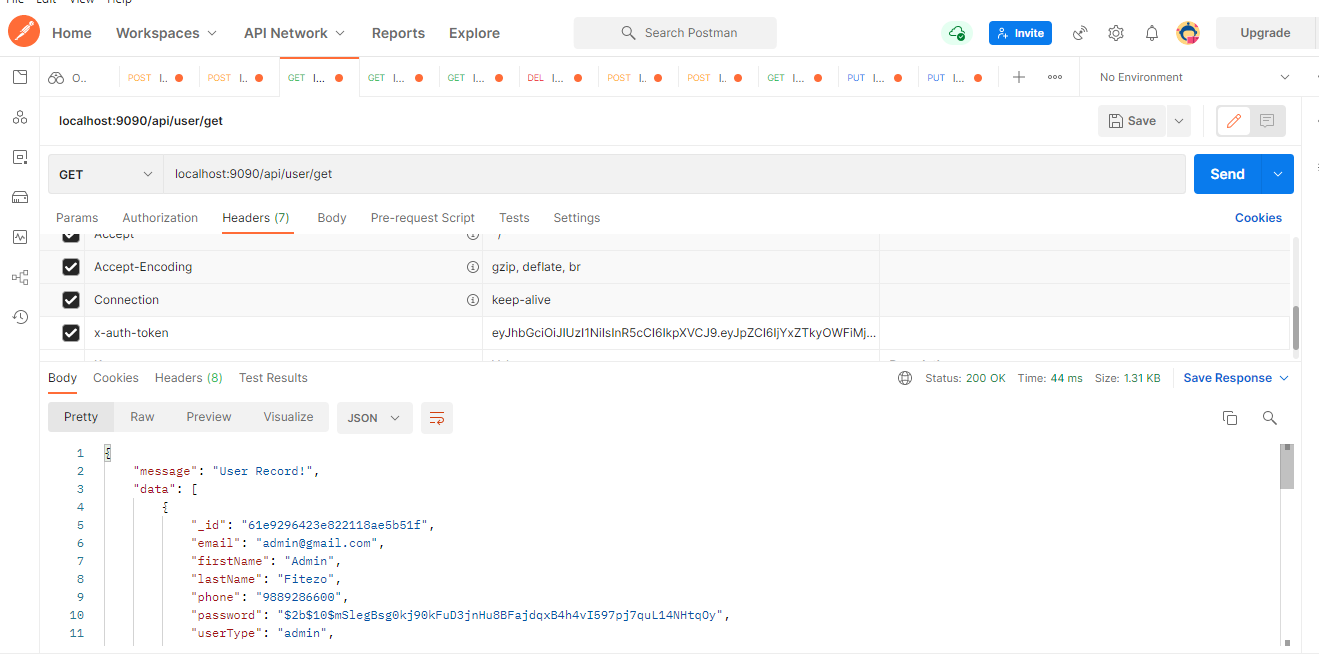 File Edit View Help
Home Workspaces API Network Reports Explore Search Postman Invite Upgrade
O.. POST I.. POST I.. GET I... GET I... GET I... DEL I... POST I.. POST I.. GET I... PUT I... PUT I... No Environment
localhost:9090/api/user/get Save
GET localhost:9090/api/user/get Send
Params Authorization Headers (7) Body Pre-request Script Tests Settings Cookies
Accept */*
Accept-Encoding gzip, deflate, br
Connection keep-alive
x-auth-token
Body Cookies Headers (8) Test Results Status: 200 OK Time: 44 ms Size: 1.31 KB Save Response
Pretty Raw Preview Visualize JSON
1 {
2 "message": "User Record!",
3 "data": [
4 {
5 "_id": "61e9296423e822118ae5b51f",
6 "email": "admin@gmail.com",
7 "firstName": "Admin",
8 "lastName": "Fitezo",
9 "phone": "9889286600",
10 "password": "$2b$10$mSlegBsg0kj90kFuD3jnHu8BFajdqxB4h4vI597pj7quL14NHtqOy",
11 "userType": "admin",